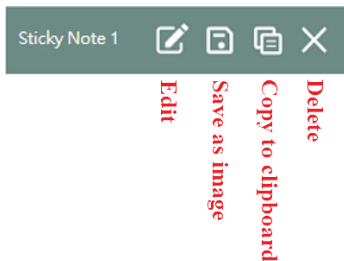 Sticky Note 1
Edit
Save as image
Copy to clipboard
Delete